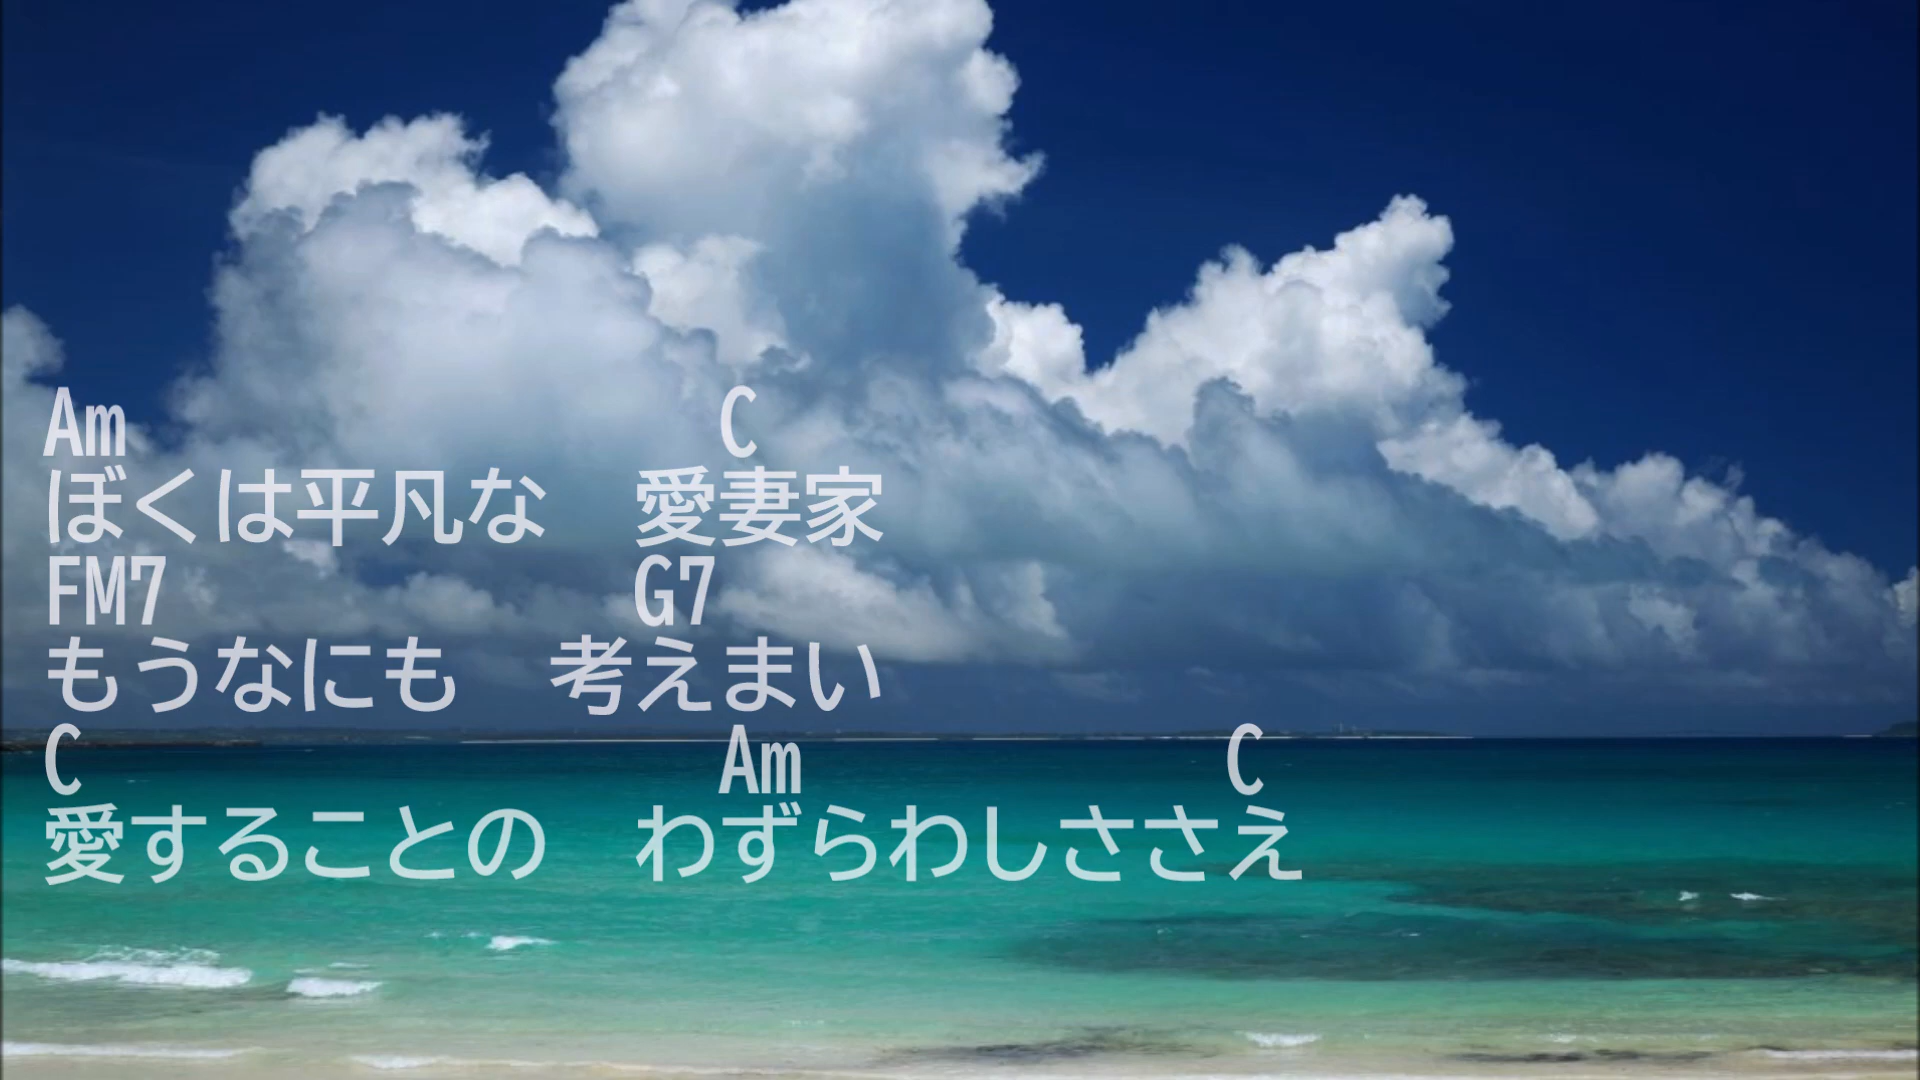 Am C
ぼくは平凡な　愛妻家
FM7 G7
もうなにも　考えまい
C Am C
愛することの　わずらわしささえ